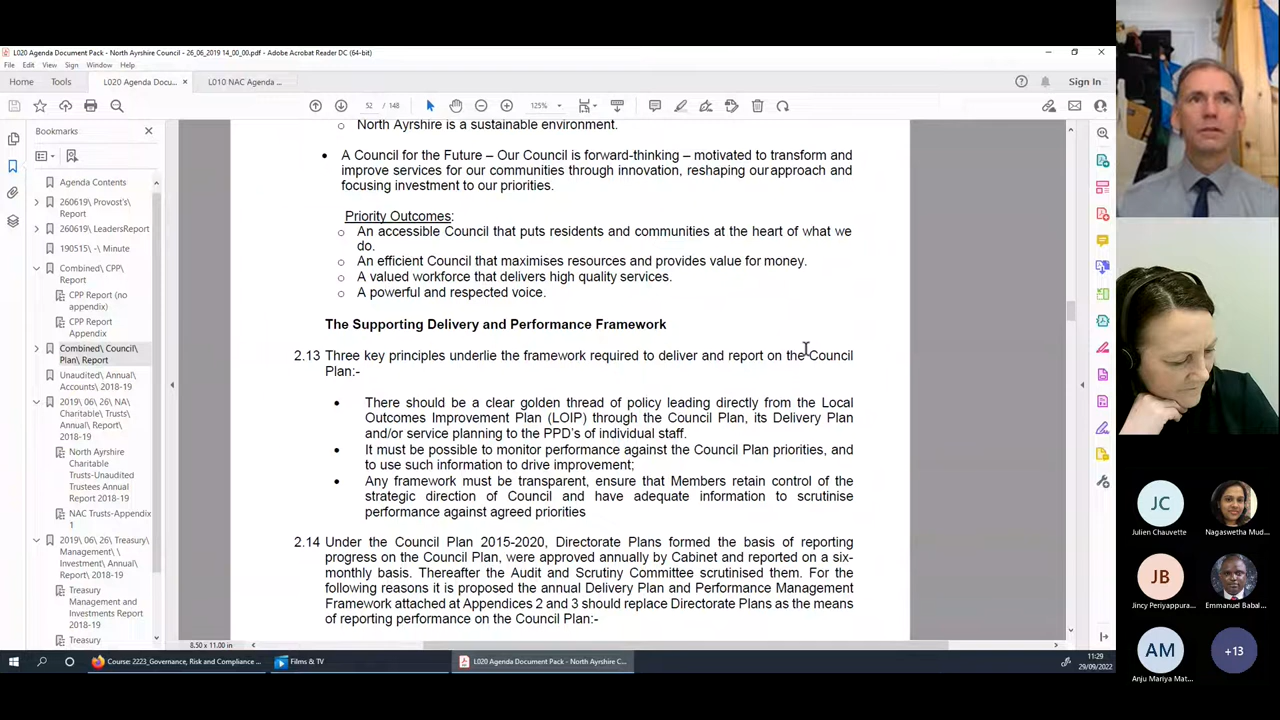 L020 Agenda Document Pack - North Ayrshire Council - 26_06_2019 14_00_00.pdf - Adobe Acrobat Reader DC (64-bit)
File Edit View Sign Window Help
Home Tools L020 Agenda Docu... L010 NAC Agenda ... Sign In
52 / 148 125%
Bookmarks
Agenda Contents
260619\ Provost's\
Report
260619\ LeadersReport
190515\ -\ Minute
Combined\ CPP\
Report
CPP Report (no
appendix)
CPP Report
Appendix
Combined\ Council\
Plan\ Report
Unaudited\ Annual\
Accounts\ 2018-19
2019\ 06\ 26\ NA\
Charitable\ Trusts\
Annual\ Report\
2018-19
North Ayrshire
Charitable
Trusts-Unaudited
Trustees Annual
Report 2018-19
NAC Trusts-Appendix
1
2019\ 06\ 26\ Treasury\
Management\ \
Investment\ Annual\
Report\ 2018-19
Treasury
Management and
Investments Report
2018-19
Treasury
o North Ayrshire is a sustainable environment.
• A Council for the Future – Our Council is forward-thinking – motivated to transform and
improve services for our communities through innovation, reshaping our approach and
focusing investment to our priorities.
Priority Outcomes:
o An accessible Council that puts residents and communities at the heart of what we
do.
o An efficient Council that maximises resources and provides value for money.
o A valued workforce that delivers high quality services.
o A powerful and respected voice.
The Supporting Delivery and Performance Framework
2.13 Three key principles underlie the framework required to deliver and report on the Council
Plan:-
• There should be a clear golden thread of policy leading directly from the Local
Outcomes Improvement Plan (LOIP) through the Council Plan, its Delivery Plan
and/or service planning to the PPD's of individual staff.
• It must be possible to monitor performance against the Council Plan priorities, and
to use such information to drive improvement;
• Any framework must be transparent, ensure that Members retain control of the
strategic direction of Council and have adequate information to scrutinise
performance against agreed priorities
2.14 Under the Council Plan 2015-2020, Directorate Plans formed the basis of reporting
progress on the Council Plan, were approved annually by Cabinet and reported on a six-
monthly basis. Thereafter the Audit and Scrutiny Committee scrutinised them. For the
following reasons it is proposed the annual Delivery Plan and Performance Management
Framework attached at Appendices 2 and 3 should replace Directorate Plans as the means
of reporting performance on the Council Plan:-
8.50 x 11.00 in
Course: 2223_Governance, Risk and Compliance ... Films & TV L020 Agenda Document Pack - North Ayrshire C...
11:29
29/09/2022
JC
Julien Chauvette Nagaswetha Mud...
JB
Jincy Periyappura... Emmanuel Babal...
AM +13
Anju Mariya Mat...